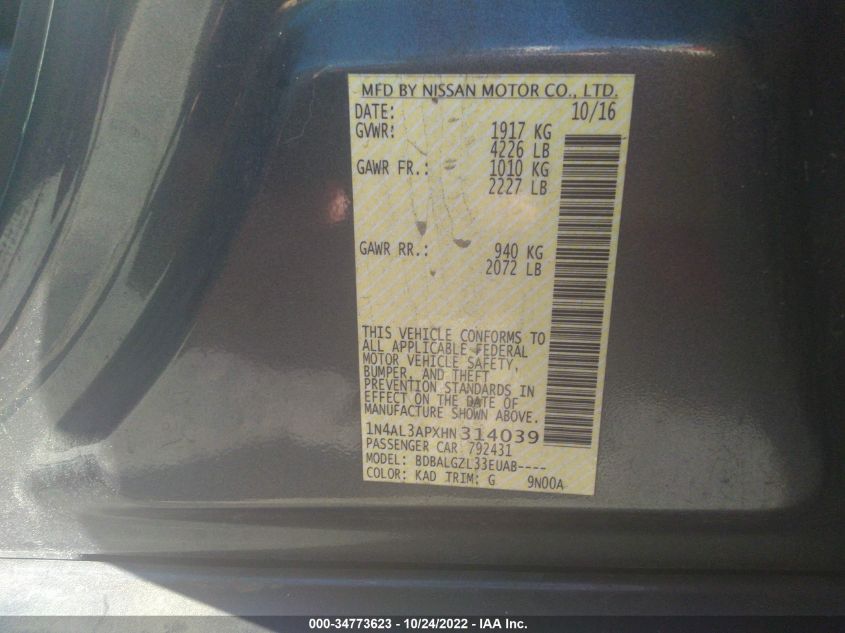 MFD BY NISSAN MOTOR CO., LTD.
DATE: 10/16
GVWR: 1917 KG
4226 LB
GAWR FR.: 1010 KG
2227 LB
GAWR RR.: 940 KG
2072 LB
THIS VEHICLE CONFORMS TO
ALL APPLICABLE FEDERAL
MOTOR VEHICLE SAFETY,
BUMPER, AND THEFT
PREVENTION STANDARDS IN
EFFECT ON THE DATE OF
MANUFACTURE SHOWN ABOVE.
1N4AL3APXHN314039
PASSENGER CAR 792431
MODEL: BDBALGZL33EUAB----
COLOR: KAD TRIM: G 9N00A
000-34773623 - 10/24/2022 - IAA Inc.